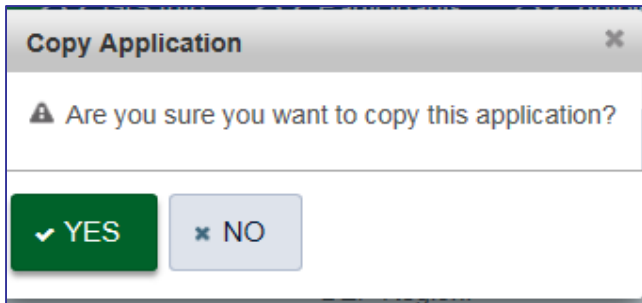 Copy Application
Are you sure you want to copy this application?
YES
NO